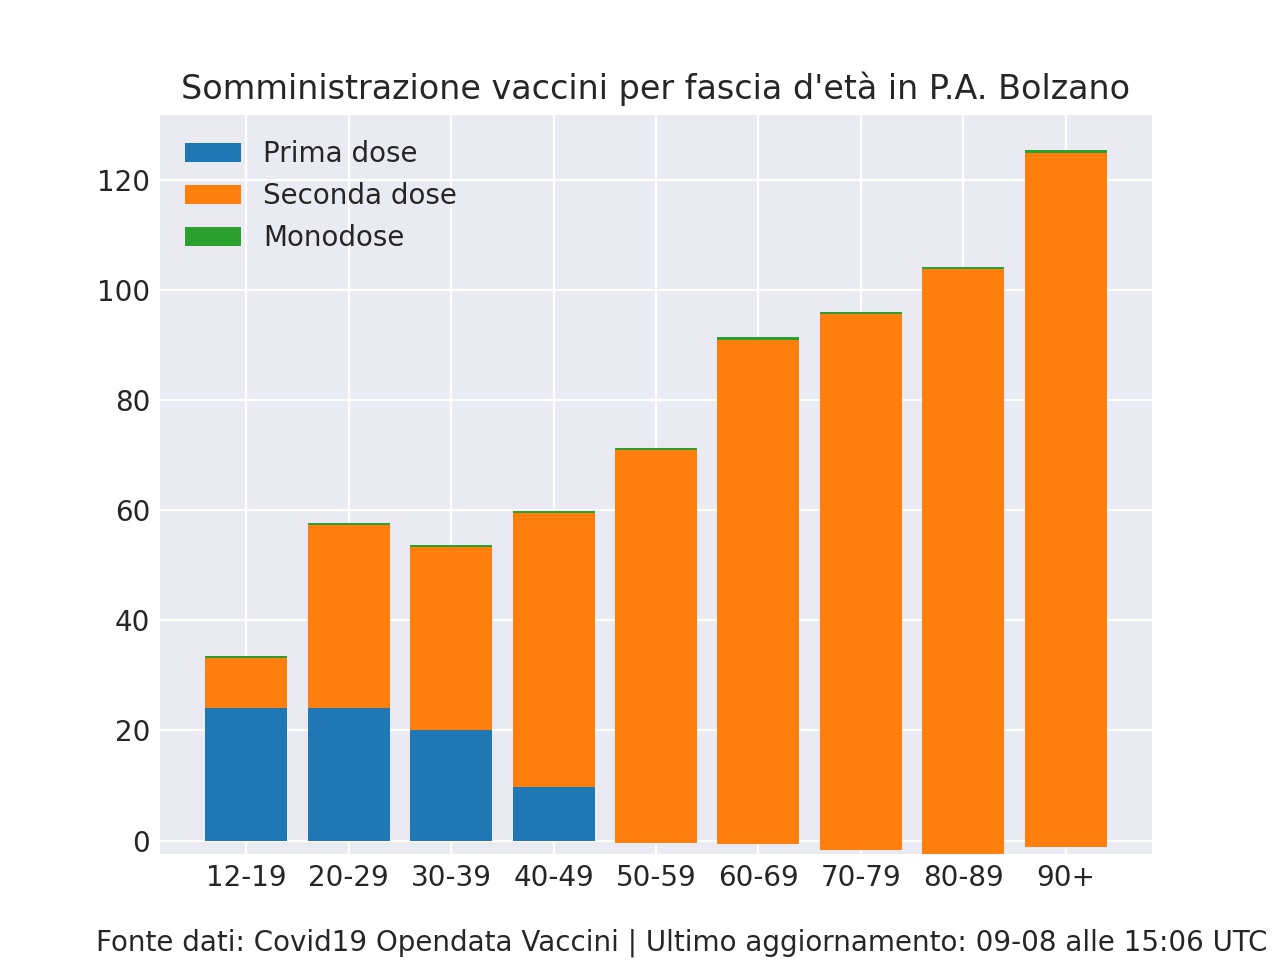 Somministrazione vaccini per fascia d'età in P.A. Bolzano
Prima dose
Seconda dose
Monodose
120
100
80
60
40
20
0
12-19 20-29 30-39 40-49 50-59 60-69 70-79 80-89 90+
Fonte dati: Covid19 Opendata Vaccini | Ultimo aggiornamento: 09-08 alle 15:06 UTC